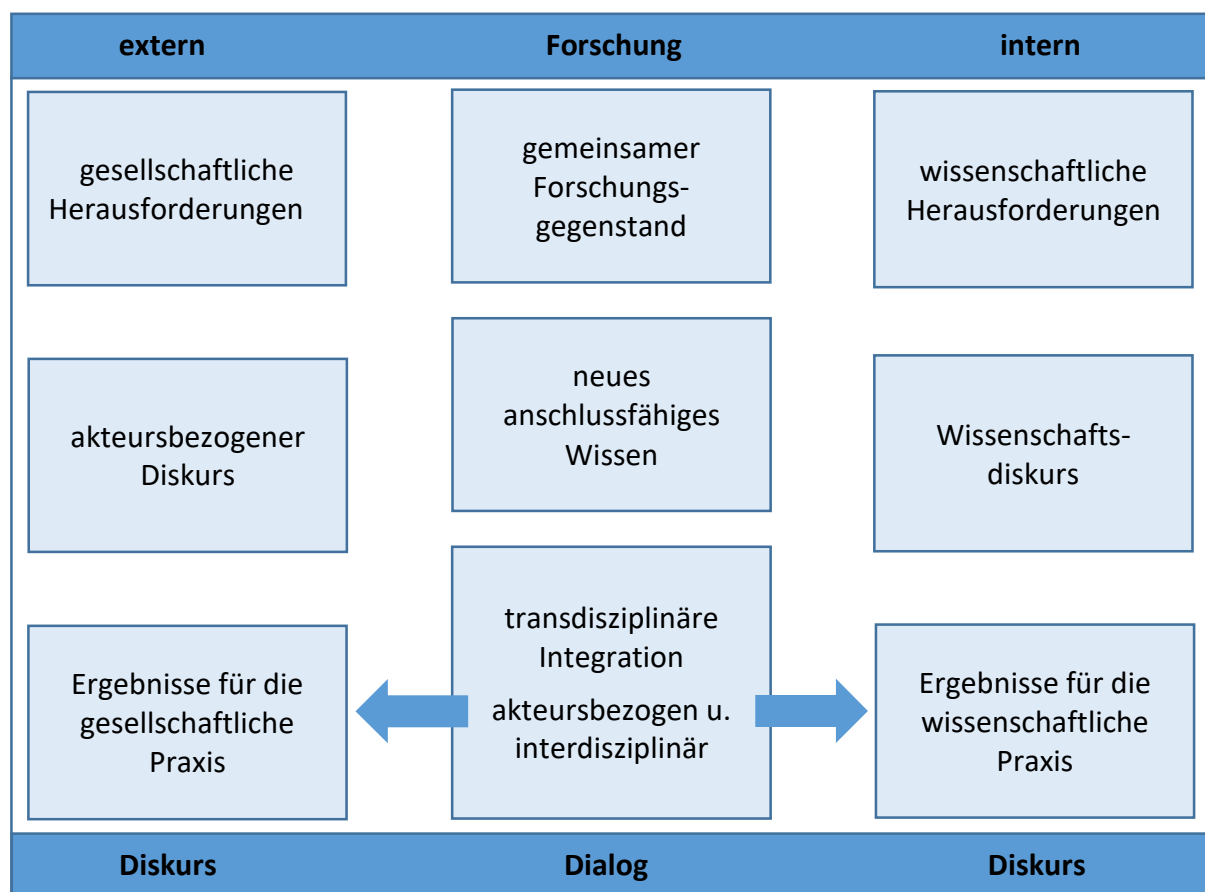 extern
Forschung
intern
gesellschaftliche
Herausforderungen
gemeinsamer
Forschungs-
gegenstand
wissenschaftliche
Herausforderungen
akteursbezogener
Diskurs
neues
anschlussfähiges
Wissen
Wissenschafts-
diskurs
Ergebnisse für die
gesellschaftliche
Praxis
transdisziplinäre
Integration
akteursbezogen u.
interdisziplinär
Ergebnisse für die
wissenschaftliche
Praxis
Diskurs
Dialog
Diskurs